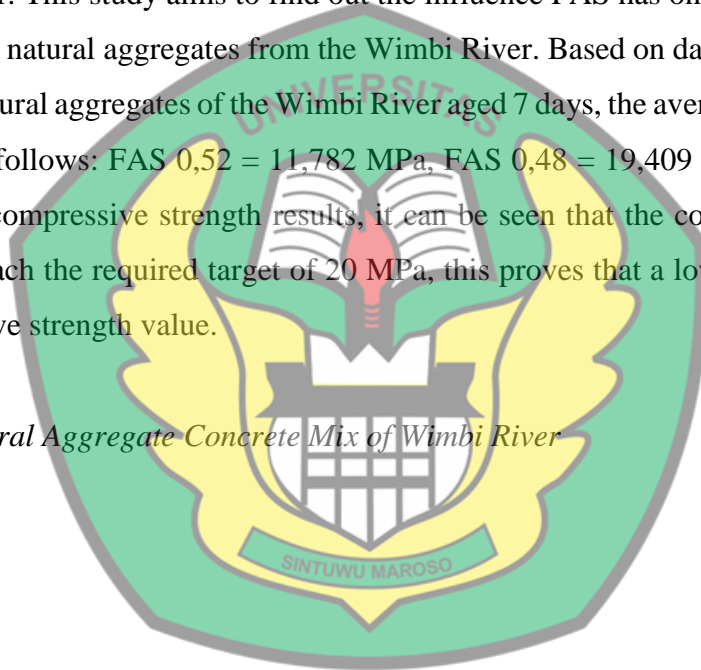 r. This study aims to find out the influence FAS has on
natural aggregates from the Wimbi River. Based on da
tural aggregates of the Wimbi River aged 7 days, the aver
follows: FAS 0,52 = 11,782 MPa, FAS 0,48 = 19,409
compressive strength results, it can be seen that the co
ach the required target of 20 MPa, this proves that a lov
ve strength value.
ral Aggregate Concrete Mix of Wimbi River
UNIVERSITAS
SINTUWU MAROSO